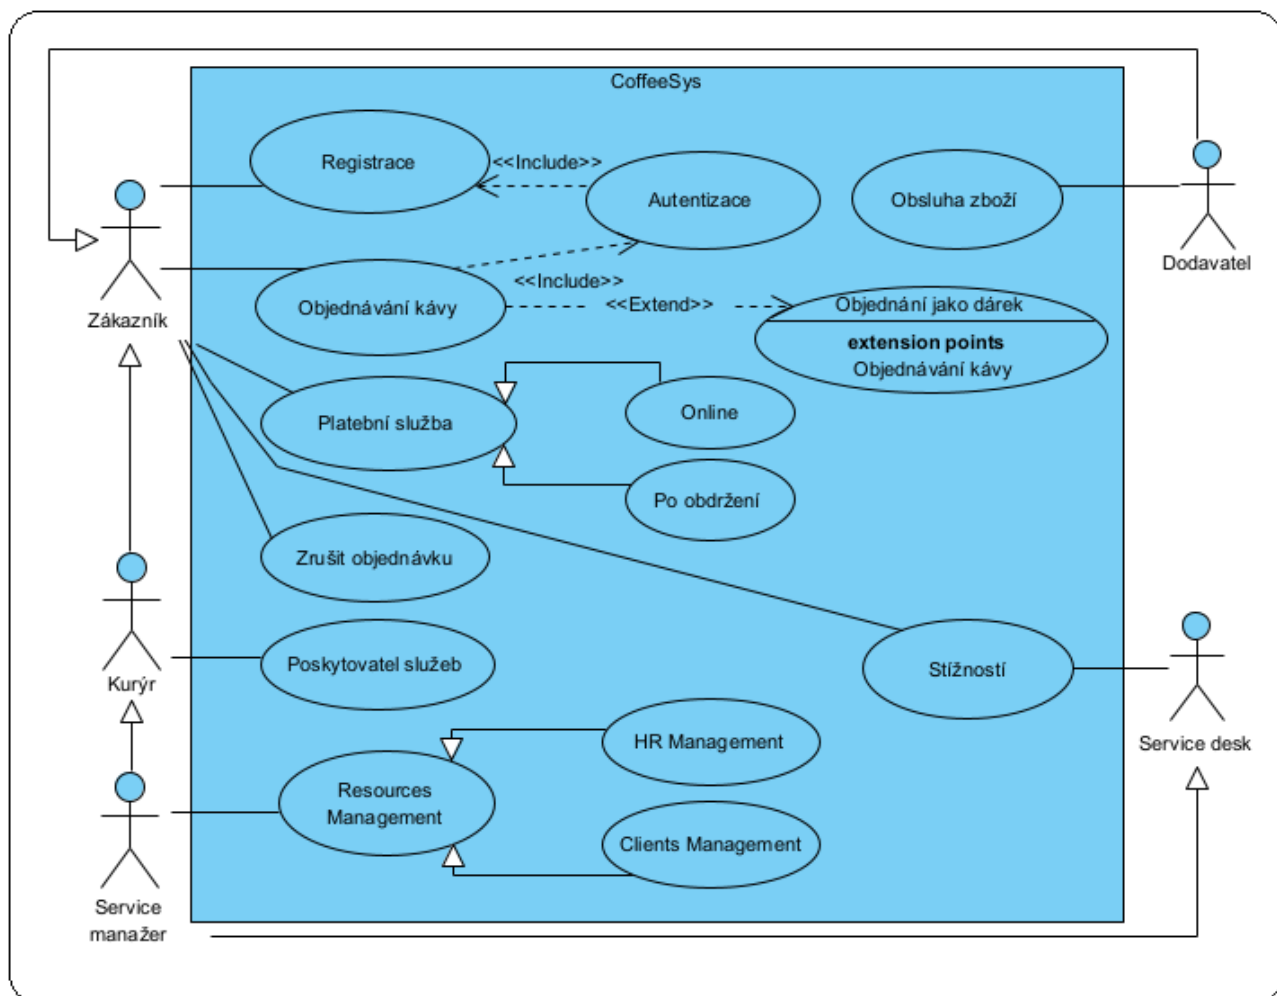 CoffeeSys
Registrace
<<Include>>
Autentizace
Obsluha zboží
Dodavatel
Zákazník
Objednávání kávy
<<Include>>
<<Extend>>
Objednání jako dárek
extension points
Objednávání kávy
Platební služba
Online
Po obdržení
Zrušit objednávku
Kurýr
Poskytovatel služeb
Stížností
Service desk
HR Management
Resources
Management
Clients Management
Service
manažer